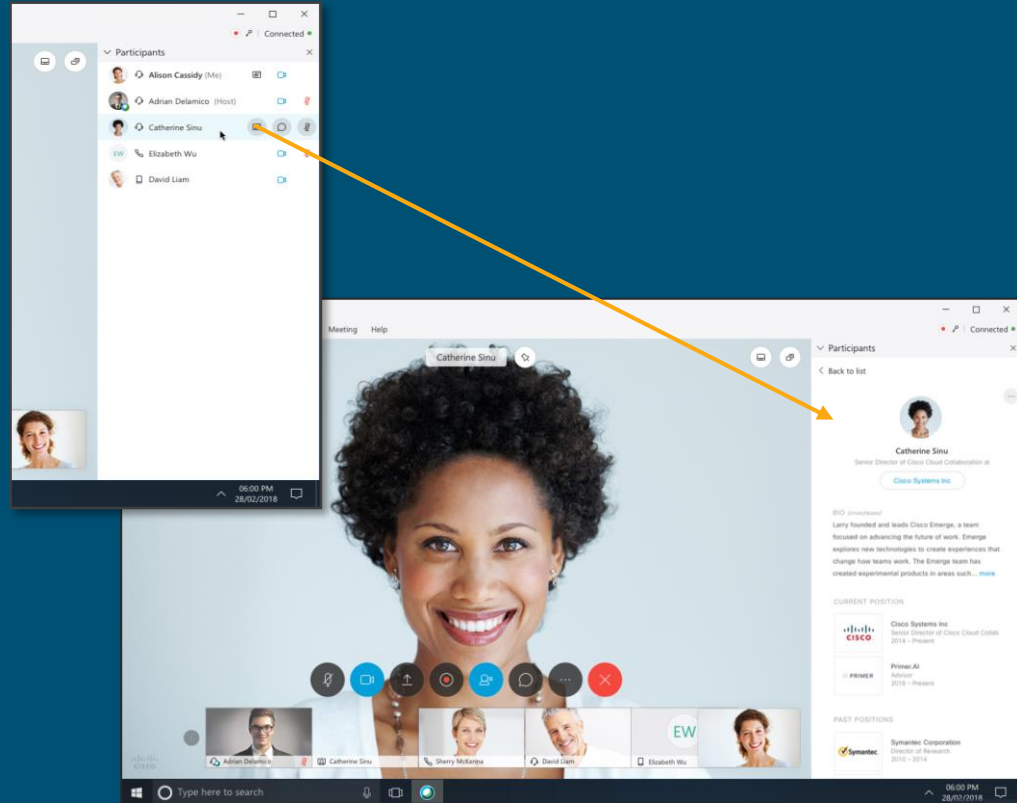 Connected
Participants
Alison Cassidy (Me)
Adrian Delamico (Host)
Catherine Sinu
EW Elizabeth Wu
David Liam
06:00 PM
28/02/2018
Meeting Help
Connected
Catherine Sinu
Participants
Back to list
Catherine Sinu
Senior Director of Cisco Cloud Collaboration at
Cisco Systems Inc
BIO
Larry founded and leads Cisco Emerge, a team
focused on advancing the future of work. Emerge
explores new technologies to create experiences that
change how teams work. The Emerge team has
created experimental products in areas such... more
CURRENT POSITION
CISCO
Cisco Systems Inc
Senior Director of Cisco Cloud Collab
2014 - Present
PRIMER
Primer.AI
Advisor
2018 - Present
PAST POSITIONS
Symantec.
Symantec Corporation
Director of Research
2010 - 2014
EW
Adrian Delamico
Catherine Sinu
Sherry McKenna
David Liam
Elizabeth Wu
CISCO
Type here to search
06:00 PM
28/02/2018